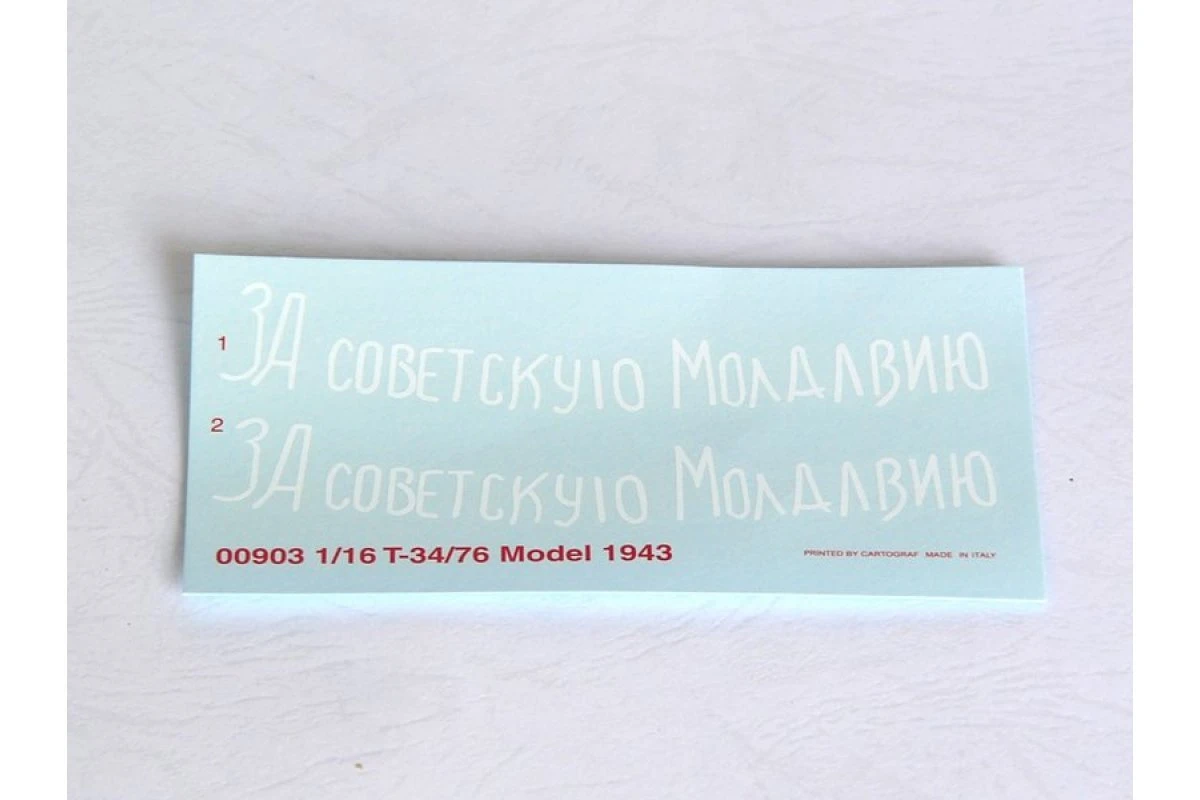 1 ЗА СОВЕТСКУЮ МОЛДАВИЮ
2 ЗА СОВЕТСКУЮ МОЛДАВИЮ
00903 1/16 T-34/76 Model 1943
PRINTED BY CARTOGRAF MADE IN ITALY